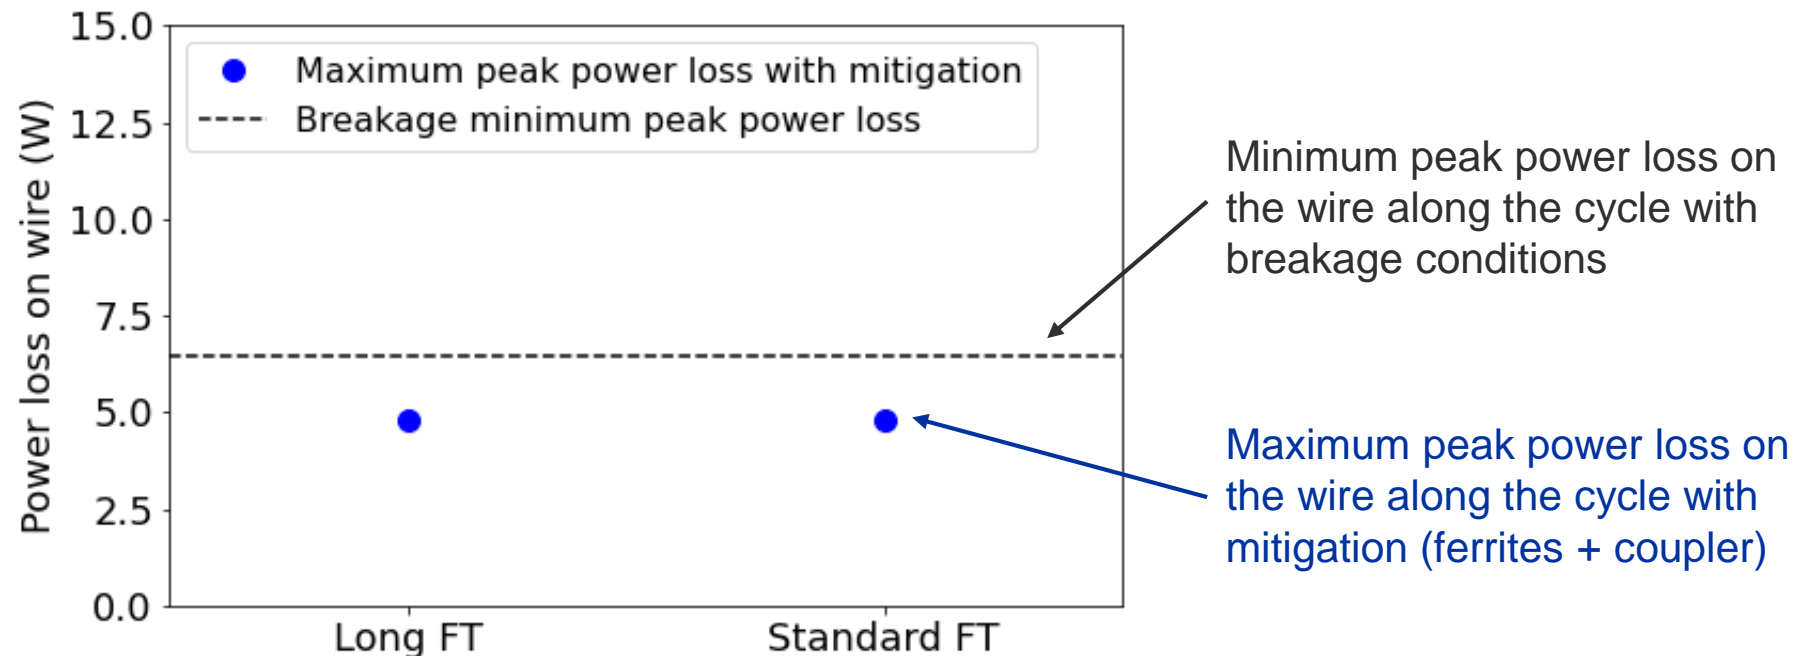 15.0
12.5
10.0
7.5
5.0
2.5
0.0
Power loss on wire (W)
Maximum peak power loss with mitigation
Breakage minimum peak power loss
Long FT
Standard FT
Minimum peak power loss on
the wire along the cycle with
breakage conditions
Maximum peak power loss on
the wire along the cycle with
mitigation (ferrites + coupler)